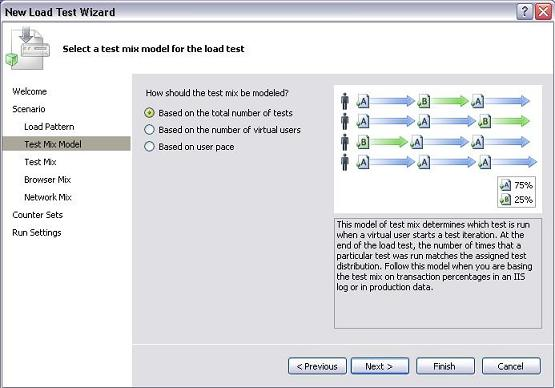 New Load Test Wizard
Select a test mix model for the load test
Welcome
Scenario
Load Pattern
Test Mix Model
Test Mix
Browser Mix
Network Mix
Counter Sets
Run Settings
How should the test mix be modeled?
Based on the total number of tests
Based on the number of virtual users
Based on user pace
A B A
A A B
B A A
A A A
A 75%
B 25%
This model of test mix determines which test is run
when a virtual user starts a test iteration. At the
end of the load test, the number of times that a
particular test was run matches the assigned test
distribution. Follow this model when you are basing
the test mix on transaction percentages in an IIS
log or in production data.
< Previous
Next >
Finish
Cancel